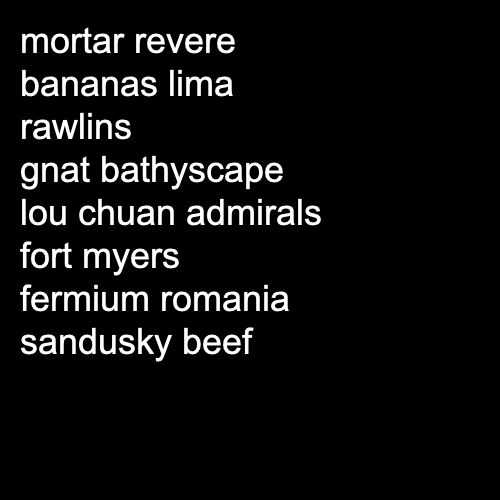 mortar revere
bananas lima
rawlins
gnat bathyscape
lou chuan admirals
fort myers
fermium romania
sandusky beef